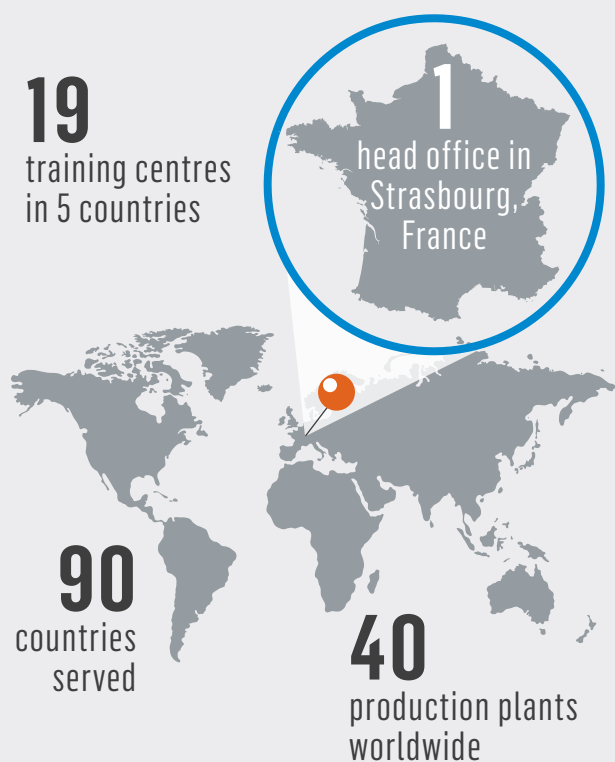 19
training centres
in 5 countries
1
head office in
Strasbourg,
France
90
countries
served
40
production plants
worldwide